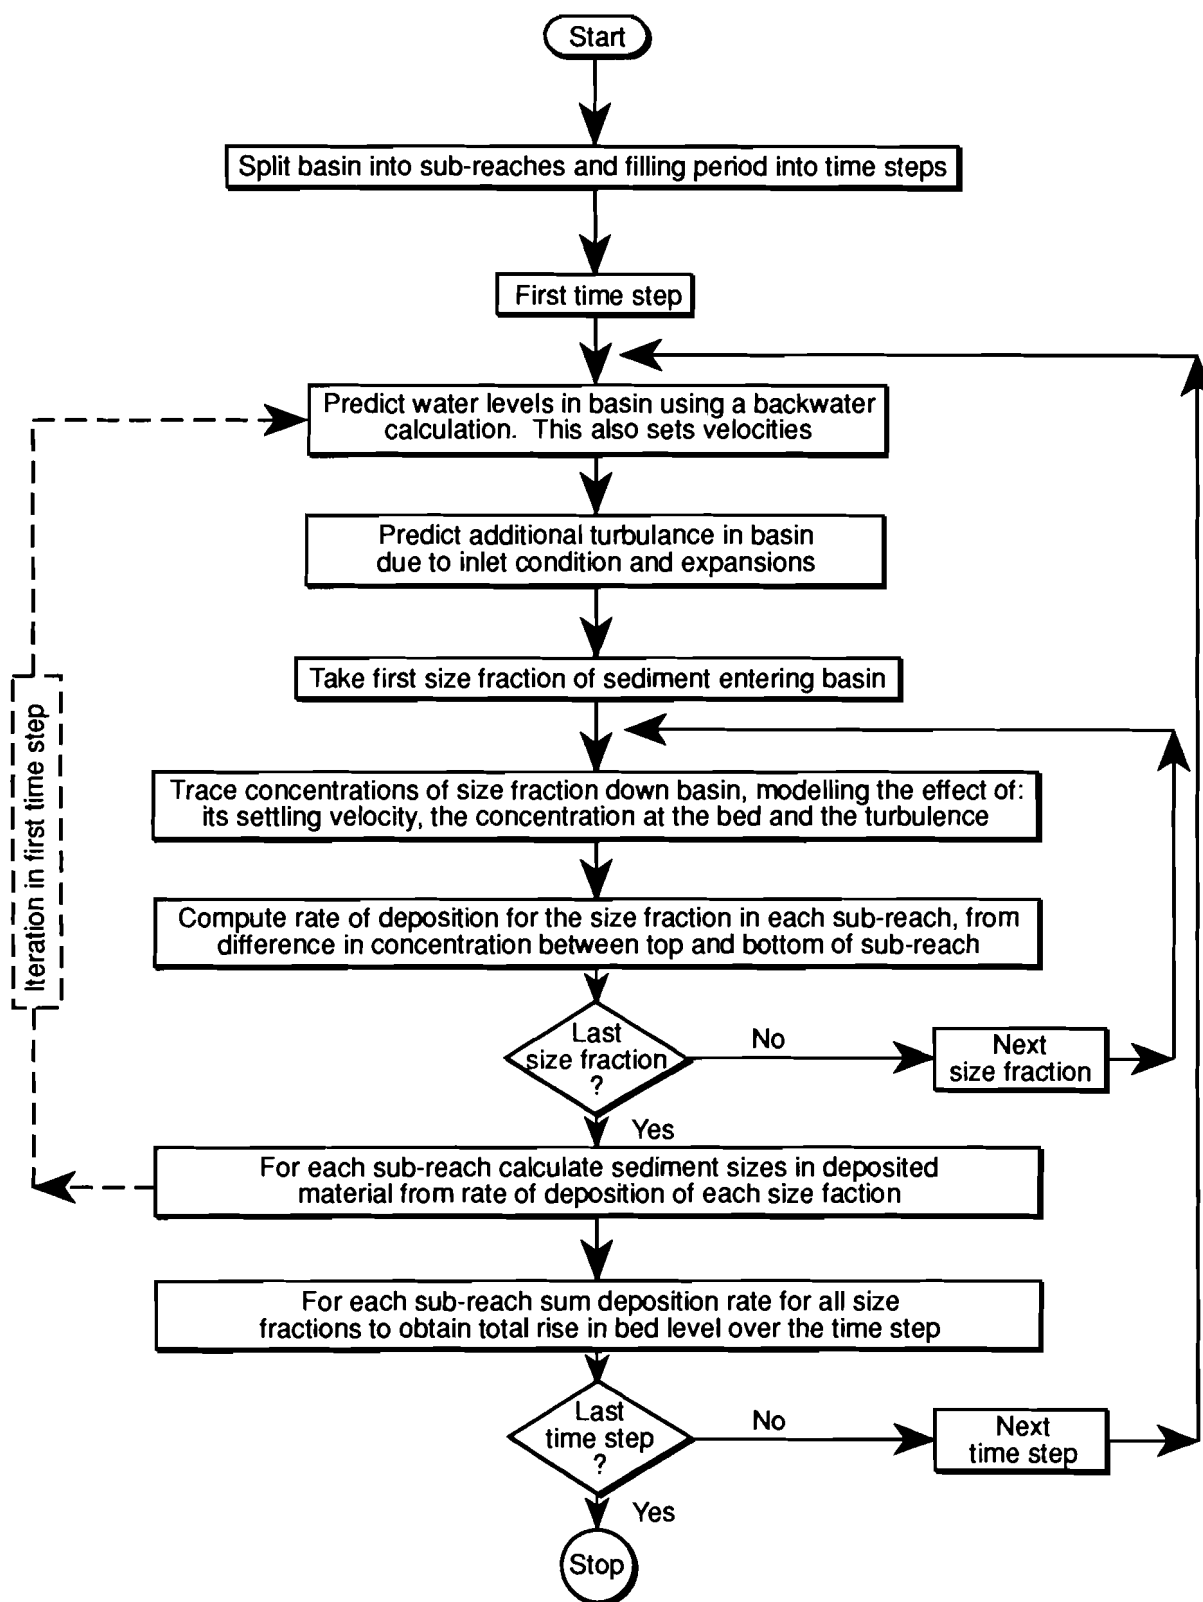 Start
Split basin into sub-reaches and filling period into time steps
First time step
Predict water levels in basin using a backwater
calculation. This also sets velocities
Predict additional turbulance in basin
due to inlet condition and expansions
Take first size fraction of sediment entering basin
Iteration in first time step
Trace concentrations of size fraction down basin, modelling the effect of:
its settling velocity, the concentration at the bed and the turbulence
Compute rate of deposition for the size fraction in each sub-reach, from
difference in concentration between top and bottom of sub-reach
Last
size fraction
?
No
Next
size fraction
Yes
For each sub-reach calculate sediment sizes in deposited
material from rate of deposition of each size faction
For each sub-reach sum deposition rate for all size
fractions to obtain total rise in bed level over the time step
Last
time step
?
No
Next
time step
Yes
Stop